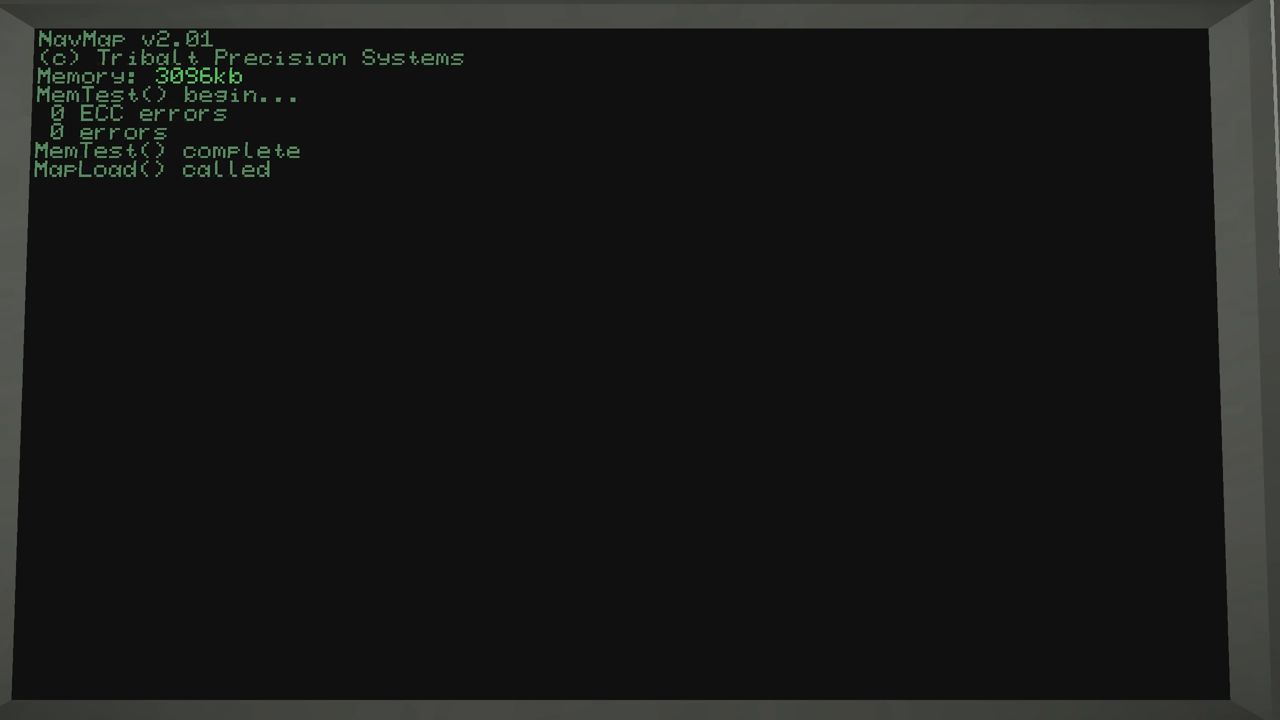 NavMap v2.01
(c) Tribalt Precision Systems
Memory: 3096kb
MemTest() begin...
0 ECC errors
0 errors
MemTest() complete
MapLoad() called